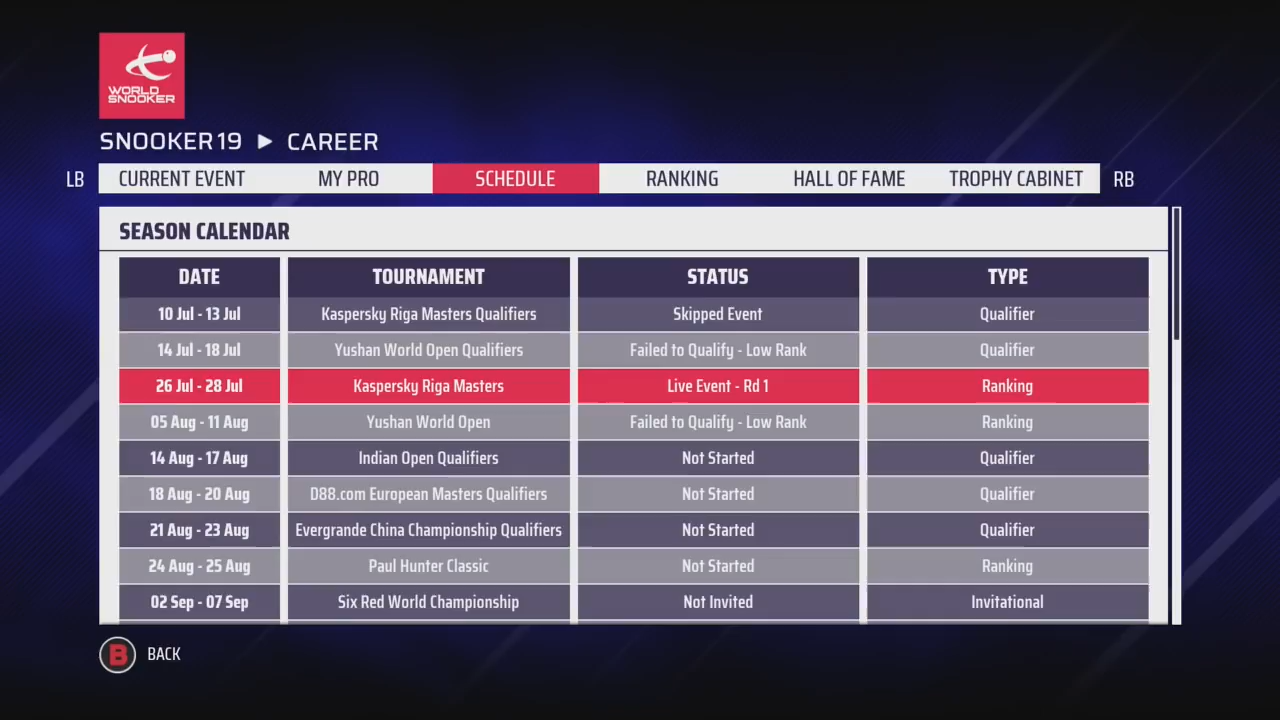 WORLD
SNOOKER
SNOOKER 19 ► CAREER
LB CURRENT EVENT MY PRO SCHEDULE RANKING HALL OF FAME TROPHY CABINET RB
SEASON CALENDAR
DATE TOURNAMENT STATUS TYPE
10 Jul - 13 Jul Kaspersky Riga Masters Qualifiers Skipped Event Qualifier
14 Jul - 18 Jul Yushan World Open Qualifiers Failed to Qualify - Low Rank Qualifier
26 Jul - 28 Jul Kaspersky Riga Masters Live Event - Rd 1 Ranking
05 Aug - 11 Aug Yushan World Open Failed to Qualify - Low Rank Ranking
14 Aug - 17 Aug Indian Open Qualifiers Not Started Qualifier
18 Aug - 20 Aug D88.com European Masters Qualifiers Not Started Qualifier
21 Aug - 23 Aug Evergrande China Championship Qualifiers Not Started Qualifier
24 Aug - 25 Aug Paul Hunter Classic Not Started Ranking
02 Sep - 07 Sep Six Red World Championship Not Invited Invitational
B BACK